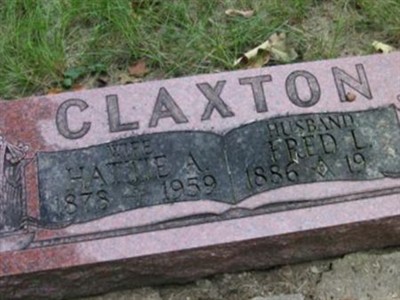 CLAXTON
WIFE
HATTIE A.
1878 - 1959
HUSBAND
FRED L.
1886 ◇ 19